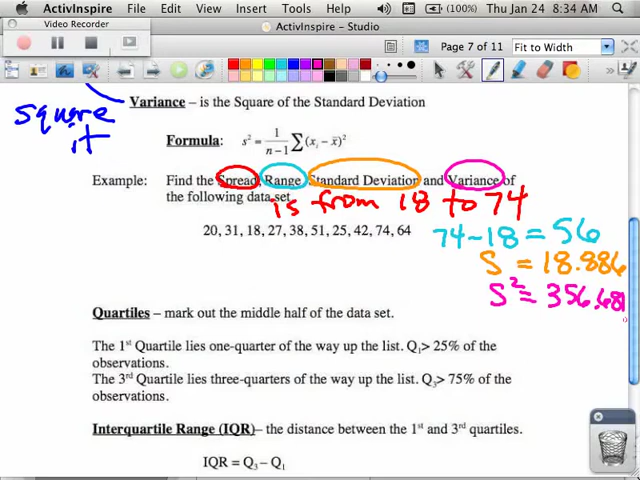 ActivInspire File Edit View Insert Tools Help Thu Jan 24 8:34 AM
Video Recorder
ActivInspire – Studio
Page 7 of 11 Fit to Width
Variance – is the Square of the Standard Deviation
square it
Formula: s² = 1/(n−1) ∑(xᵢ − x̄)²
Example: Find the Spread, Range, Standard Deviation and Variance of
the following data set.
is from 18 to 74
20, 31, 18, 27, 38, 51, 25, 42, 74, 64
74-18 = 56
S = 18.886
S² = 356.681
Quartiles – mark out the middle half of the data set.
The 1st Quartile lies one-quarter of the way up the list. Q₁> 25% of the
observations.
The 3rd Quartile lies three-quarters of the way up the list. Q₃> 75% of the
observations.
Interquartile Range (IQR)– the distance between the 1st and 3rd quartiles.
IQR = Q₃ – Q₁